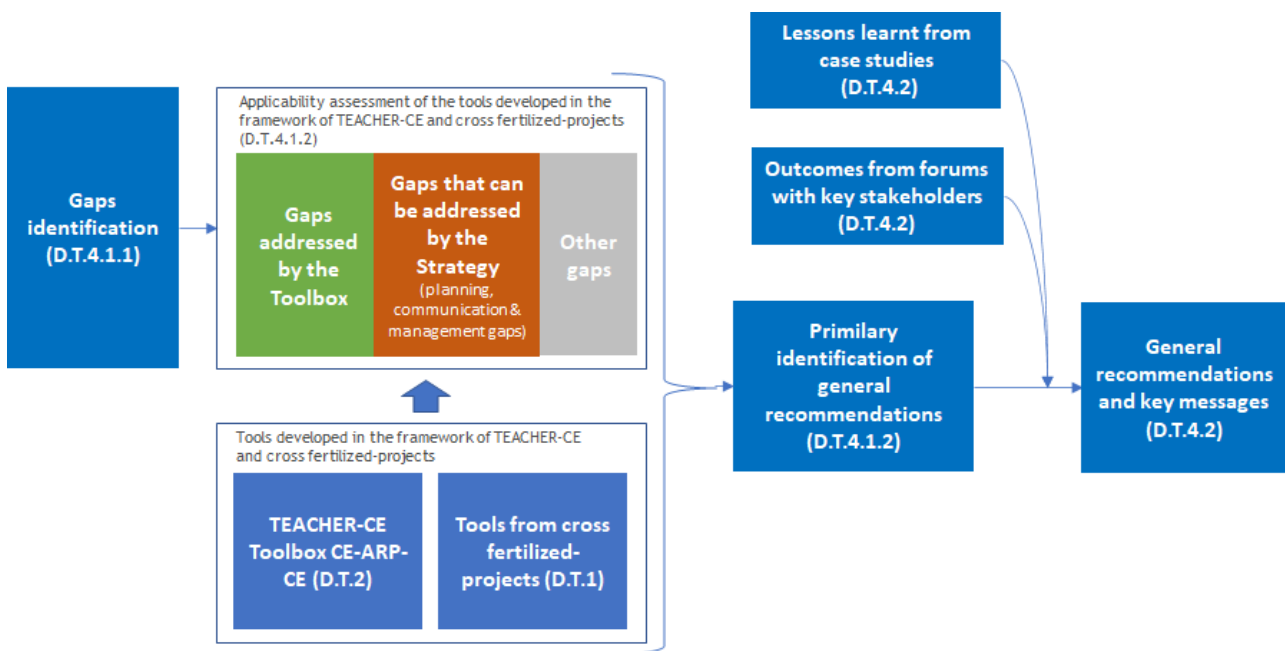 Gaps
identification
(D.T.4.1.1)
Applicability assessment of the tools developed in the
framework of TEACHER-CE and cross fertilized-projects
(D.T.4.1.2)
Gaps
addressed
by the
Toolbox
Gaps that can
be addressed
by the
Strategy
(planning,
communication &
management gaps)
Other
gaps
Tools developed in the framework of TEACHER-CE
and cross fertilized-projects
TEACHER-CE
Toolbox CE-ARP-
CE (D.T.2)
Tools from cross
fertilized-
projects (D.T.1)
Lessons learnt from
case studies
(D.T.4.2)
Outcomes from forums
with key stakeholders
(D.T.4.2)
Primilary
identification of
general
recommendations
(D.T.4.1.2)
General
recommendations
and key messages
(D.T.4.2)